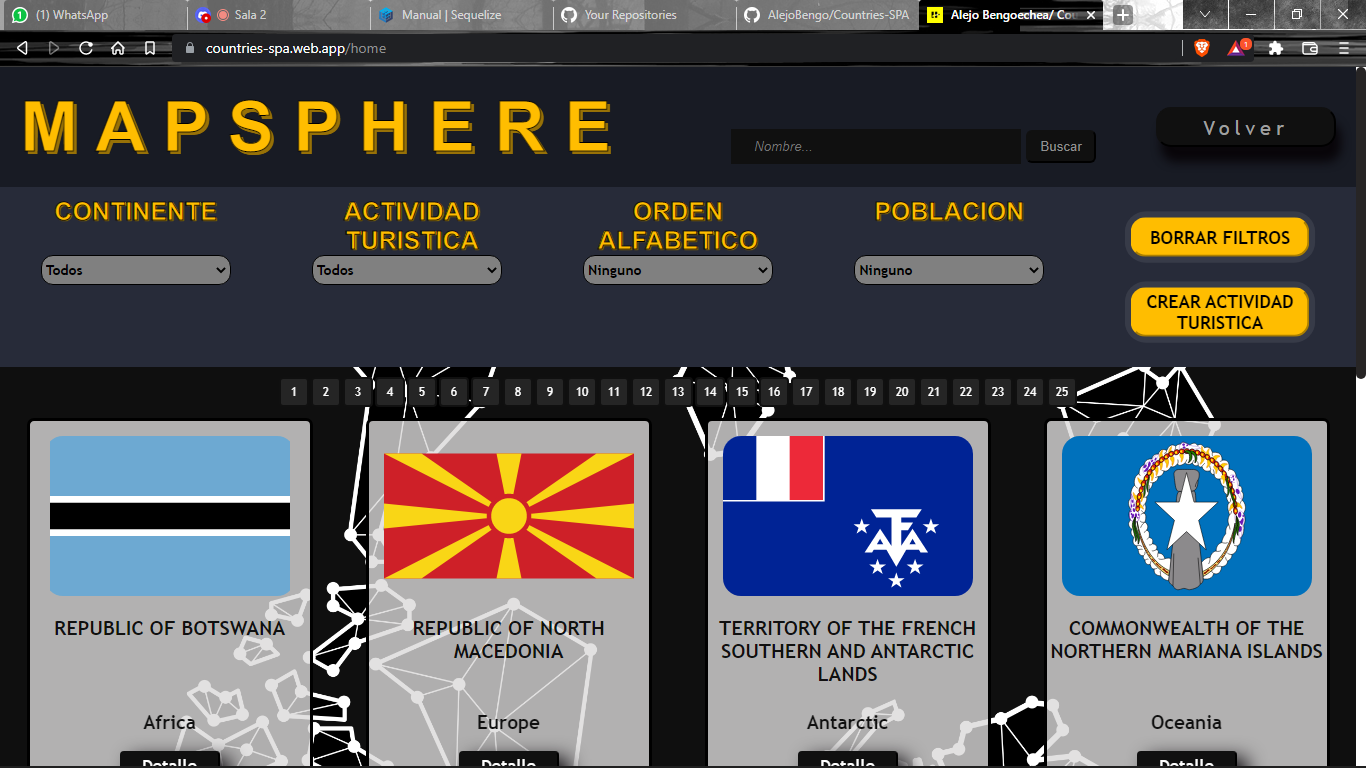 (1) WhatsApp
Sala 2
Manual | Sequelize
Your Repositories
AlejoBengo/Countries-SPA
Alejo Bengoechea/ Cou
countries-spa.web.app/home
1
MAPSPHERE
Nombre...
Buscar
Volver
CONTINENTE
Todos
ACTIVIDAD
TURISTICA
Todos
ORDEN
ALFABETICO
Ninguno
POBLACION
Ninguno
BORRAR FILTROS
CREAR ACTIVIDAD
TURISTICA
1 2 3 4 5 6 7 8 9 10 11 12 13 14 15 16 17 18 19 20 21 22 23 24 25
REPUBLIC OF BOTSWANA
Africa
Detalle
REPUBLIC OF NORTH
MACEDONIA
Europe
Detalle
TERRITORY OF THE FRENCH
SOUTHERN AND ANTARCTIC
LANDS
Antarctic
Detalle
COMMONWEALTH OF THE
NORTHERN MARIANA ISLANDS
Oceania
Detalle